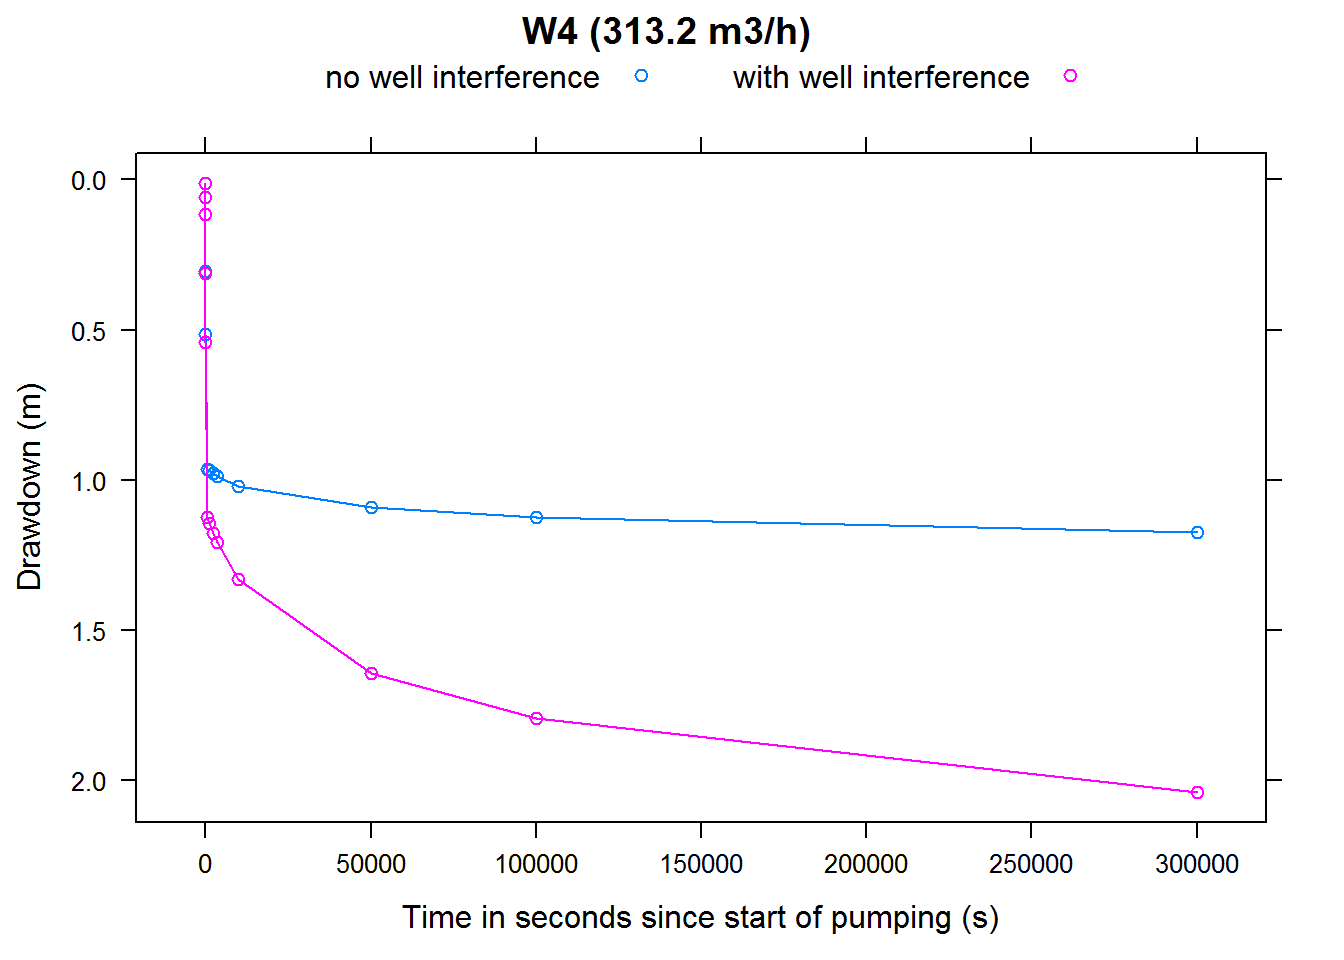 W4 (313.2 m3/h)
no well interference with well interference
0.0
0.5
1.0
1.5
2.0
Drawdown (m)
0 50000 100000 150000 200000 250000 300000
Time in seconds since start of pumping (s)